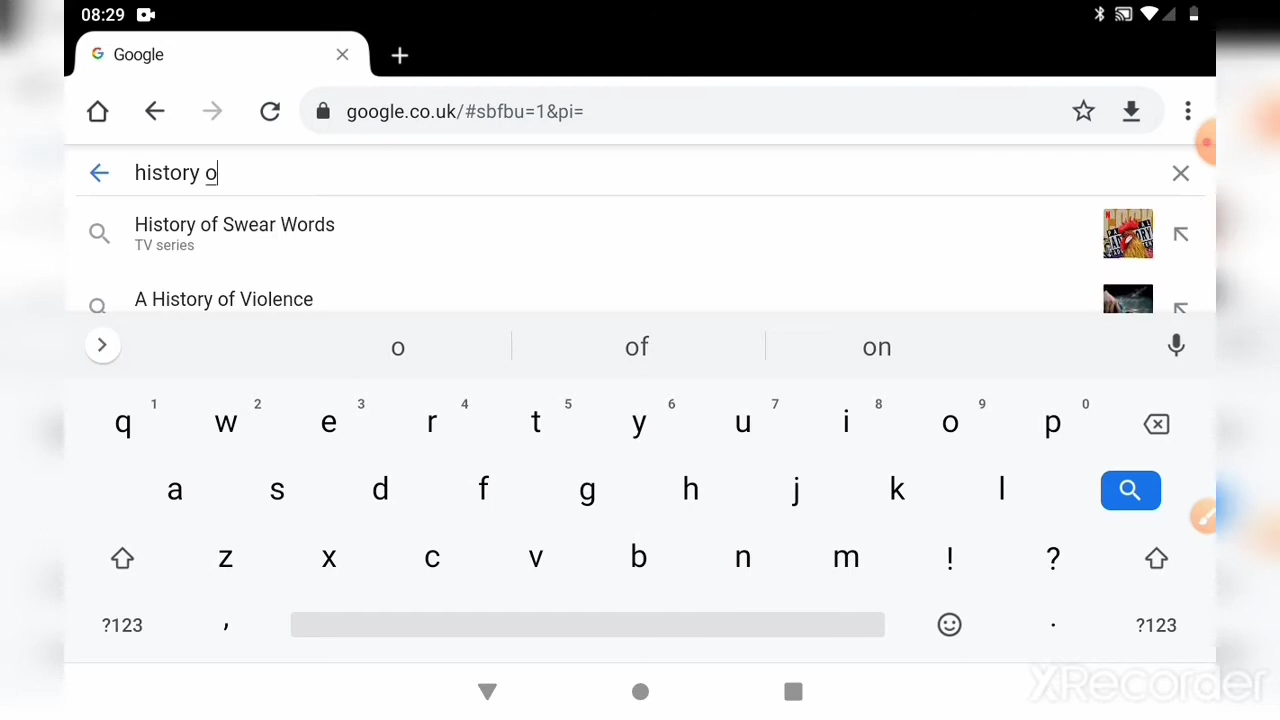 08:29
Google
google.co.uk/#sbfbu=1&pi=
history o
History of Swear Words
TV series
A History of Violence
o of on
1 2 3 4 5 6 7 8 9 0
q w e r t y u i o p
a s d f g h j k l
z x c v b n m ! ?
?123 , . ?123
XRecorder